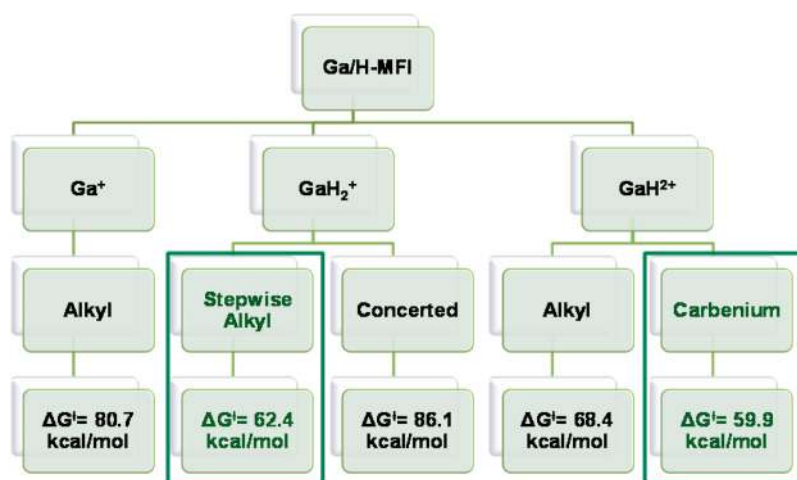 Ga/H-MFI
Ga⁺
GaH₂⁺
GaH²⁺
Alkyl
Stepwise
Alkyl
Concerted
Alkyl
Carbenium
ΔG‡= 80.7
kcal/mol
ΔG‡= 62.4
kcal/mol
ΔG‡= 86.1
kcal/mol
ΔG‡= 68.4
kcal/mol
ΔG‡= 59.9
kcal/mol